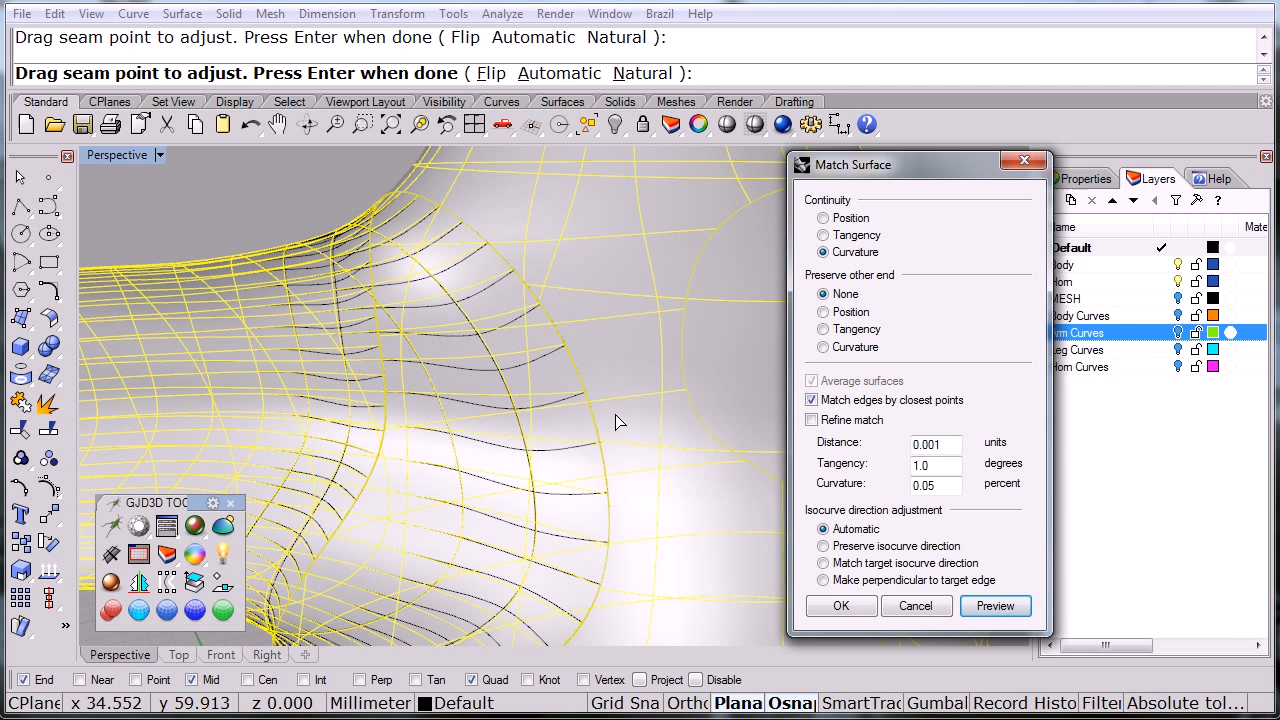 File Edit View Curve Surface Solid Mesh Dimension Transform Tools Analyze Render Window Brazil Help
Drag seam point to adjust. Press Enter when done ( Flip Automatic Natural ):
Drag seam point to adjust. Press Enter when done ( Flip Automatic Natural ):
Standard CPlanes Set View Display Select Viewport Layout Visibility Curves Surfaces Solids Meshes Render Drafting
Perspective
Match Surface
Continuity
Position
Tangency
Curvature
Preserve other end
None
Position
Tangency
Curvature
Average surfaces
Match edges by closest points
Refine match
Distance: 0.001 units
Tangency: 1.0 degrees
Curvature: 0.05 percent
Isocurve direction adjustment
Automatic
Preserve isocurve direction
Match target isocurve direction
Make perpendicular to target edge
OK Cancel Preview
Properties Layers Help
ame Mate
Default
Body
Horn
MESH
Body Curves
Arm Curves
Leg Curves
Horn Curves
GJD3D TOO
Perspective Top Front Right
End Near Point Mid Cen Int Perp Tan Quad Knot Vertex Project Disable
CPlane x 34.552 y 59.913 z 0.000 Millimeter Default Grid Sna Ortho Plana Osnap SmartTrac Gumbal Record Histo Filter Absolute tol...